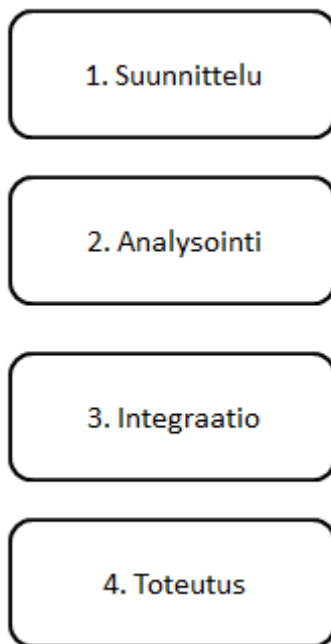 1. Suunnittelu
2. Analysointi
3. Integraatio
4. Toteutus